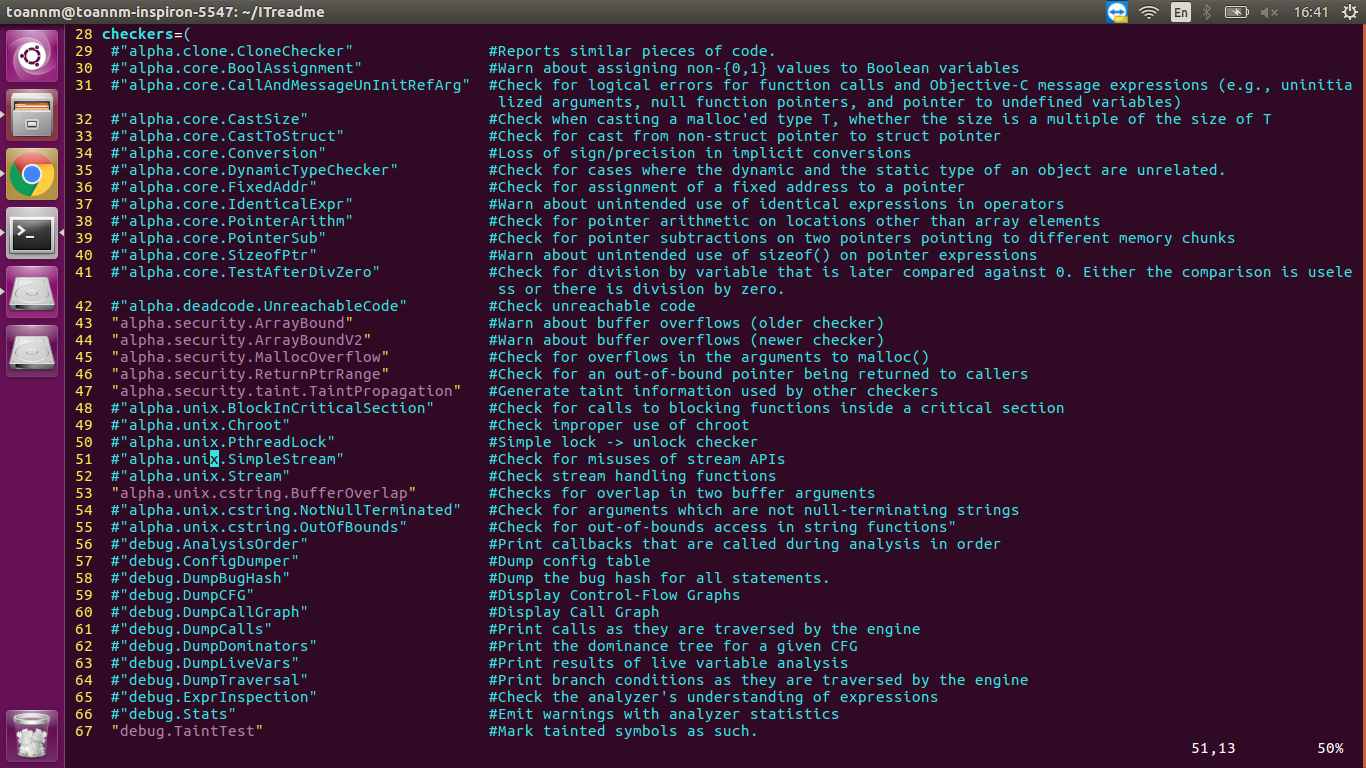 toannm@toannm-inspiron-5547: ~/ITreadme
En
16:41
28 checkers=(
29 #"alpha.clone.CloneChecker" #Reports similar pieces of code.
30 #"alpha.core.BoolAssignment" #Warn about assigning non-{0,1} values to Boolean variables
31 #"alpha.core.CallAndMessageUnInitRefArg" #Check for logical errors for function calls and Objective-C message expressions (e.g., uninitia
lized arguments, null function pointers, and pointer to undefined variables)
32 #"alpha.core.CastSize" #Check when casting a malloc'ed type T, whether the size is a multiple of the size of T
33 #"alpha.core.CastToStruct" #Check for cast from non-struct pointer to struct pointer
34 #"alpha.core.Conversion" #Loss of sign/precision in implicit conversions
35 #"alpha.core.DynamicTypeChecker" #Check for cases where the dynamic and the static type of an object are unrelated.
36 #"alpha.core.FixedAddr" #Check for assignment of a fixed address to a pointer
37 #"alpha.core.IdenticalExpr" #Warn about unintended use of identical expressions in operators
38 #"alpha.core.PointerArithm" #Check for pointer arithmetic on locations other than array elements
39 #"alpha.core.PointerSub" #Check for pointer subtractions on two pointers pointing to different memory chunks
40 #"alpha.core.SizeofPtr" #Warn about unintended use of sizeof() on pointer expressions
41 #"alpha.core.TestAfterDivZero" #Check for division by variable that is later compared against 0. Either the comparison is usele
ss or there is division by zero.
42 #"alpha.deadcode.UnreachableCode" #Check unreachable code
43 "alpha.security.ArrayBound" #Warn about buffer overflows (older checker)
44 "alpha.security.ArrayBoundV2" #Warn about buffer overflows (newer checker)
45 "alpha.security.MallocOverflow" #Check for overflows in the arguments to malloc()
46 "alpha.security.ReturnPtrRange" #Check for an out-of-bound pointer being returned to callers
47 "alpha.security.taint.TaintPropagation" #Generate taint information used by other checkers
48 #"alpha.unix.BlockInCriticalSection" #Check for calls to blocking functions inside a critical section
49 #"alpha.unix.Chroot" #Check improper use of chroot
50 #"alpha.unix.PthreadLock" #Simple lock -> unlock checker
51 #"alpha.unix.SimpleStream" #Check for misuses of stream APIs
52 #"alpha.unix.Stream" #Check stream handling functions
53 "alpha.unix.cstring.BufferOverlap" #Checks for overlap in two buffer arguments
54 #"alpha.unix.cstring.NotNullTerminated" #Check for arguments which are not null-terminating strings
55 #"alpha.unix.cstring.OutOfBounds" #Check for out-of-bounds access in string functions"
56 #"debug.AnalysisOrder" #Print callbacks that are called during analysis in order
57 #"debug.ConfigDumper" #Dump config table
58 #"debug.DumpBugHash" #Dump the bug hash for all statements.
59 #"debug.DumpCFG" #Display Control-Flow Graphs
60 #"debug.DumpCallGraph" #Display Call Graph
61 #"debug.DumpCalls" #Print calls as they are traversed by the engine
62 #"debug.DumpDominators" #Print the dominance tree for a given CFG
63 #"debug.DumpLiveVars" #Print results of live variable analysis
64 #"debug.DumpTraversal" #Print branch conditions as they are traversed by the engine
65 #"debug.ExprInspection" #Check the analyzer's understanding of expressions
66 #"debug.Stats" #Emit warnings with analyzer statistics
67 "debug.TaintTest" #Mark tainted symbols as such.
51,13 50%